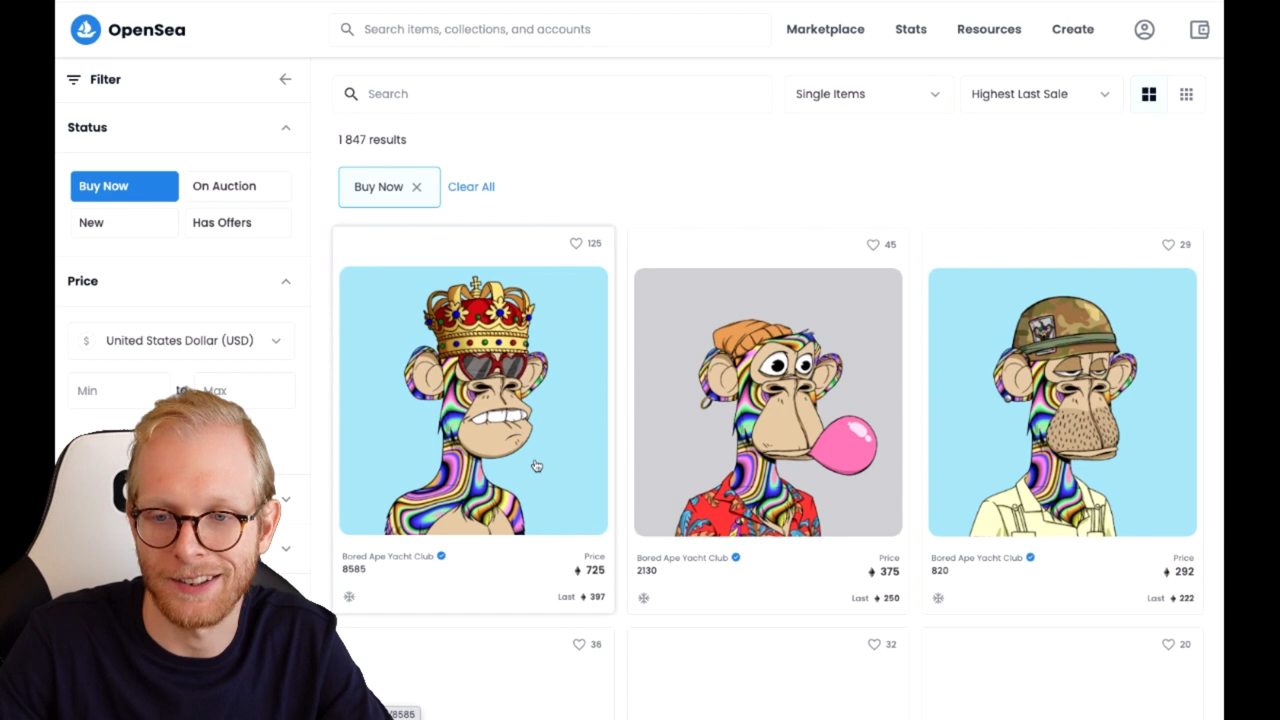 OpenSea
Search items, collections, and accounts
Marketplace
Stats
Resources
Create
Filter
Search
Single Items
Highest Last Sale
Status
1 847 results
Buy Now
On Auction
Buy Now
Clear All
New
Has Offers
125
45
29
Price
$ United States Dollar (USD)
Min
to
Max
Bored Ape Yacht Club
Price
8585
725
Last 397
Bored Ape Yacht Club
Price
2130
375
Last 250
Bored Ape Yacht Club
Price
820
292
Last 222
36
32
20
/8585